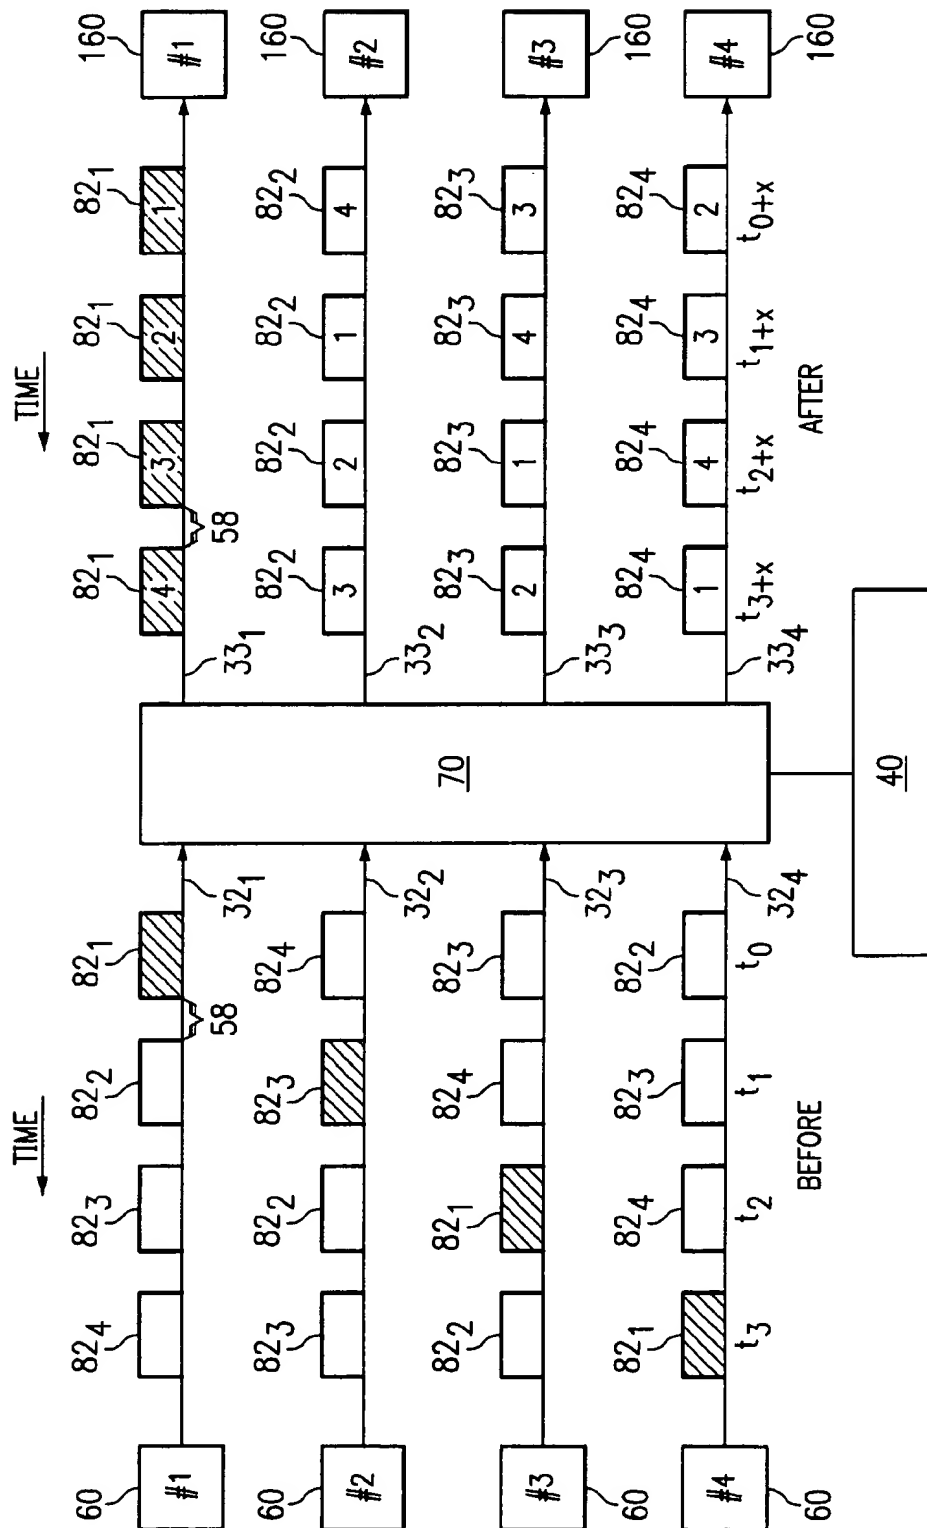 TIME TIME
60 82₄ 82₃ 82₂ 82₁ 82₁ 82₁ 82₁ 82₁ 160
#1 4 3 2 1 #1
58 32₁ 33₁ 58
60 82₃ 82₂ 82₃ 82₄ 82₂ 82₂ 82₂ 82₂ 160
#2 3 2 1 4 #2
32₂ 33₂
70
82₂ 82₁ 82₄ 82₃ 82₃ 82₃ 82₃ 82₃
#3 2 1 4 3 #3
60 32₃ 33₃ 160
82₁ 82₄ 82₃ 82₂ 82₄ 82₄ 82₄ 82₄
#4 1 4 3 2 #4
60 t₃ t₂ t₁ t₀ 32₄ 33₄ t₃₊ₓ t₂₊ₓ t₁₊ₓ t₀₊ₓ 160
BEFORE AFTER
40